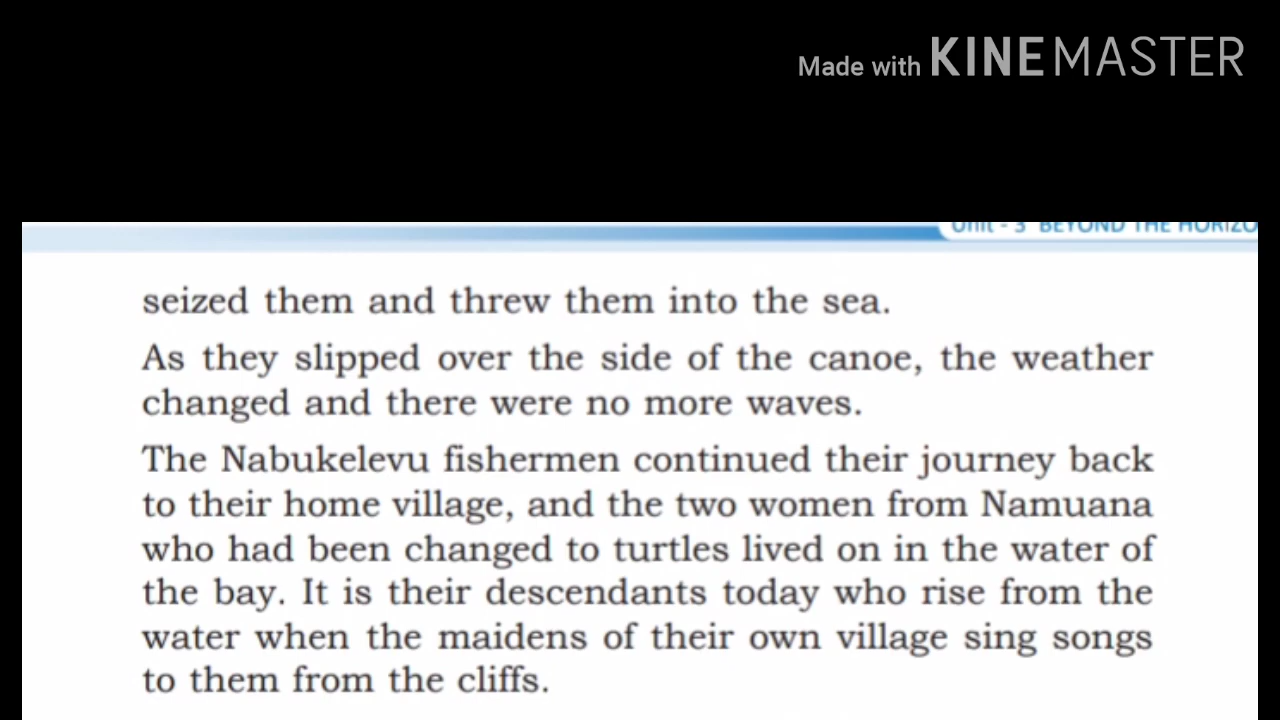 Made with KINEMASTER
Unit - 3 BEYOND THE
seized them and threw them into the sea.
As they slipped over the side of the canoe, the weather
changed and there were no more waves.
The Nabukelevu fishermen continued their journey back
to their home village, and the two women from Namuana
who had been changed to turtles lived on in the water of
the bay. It is their descendants today who rise from the
water when the maidens of their own village sing songs
to them from the cliffs.